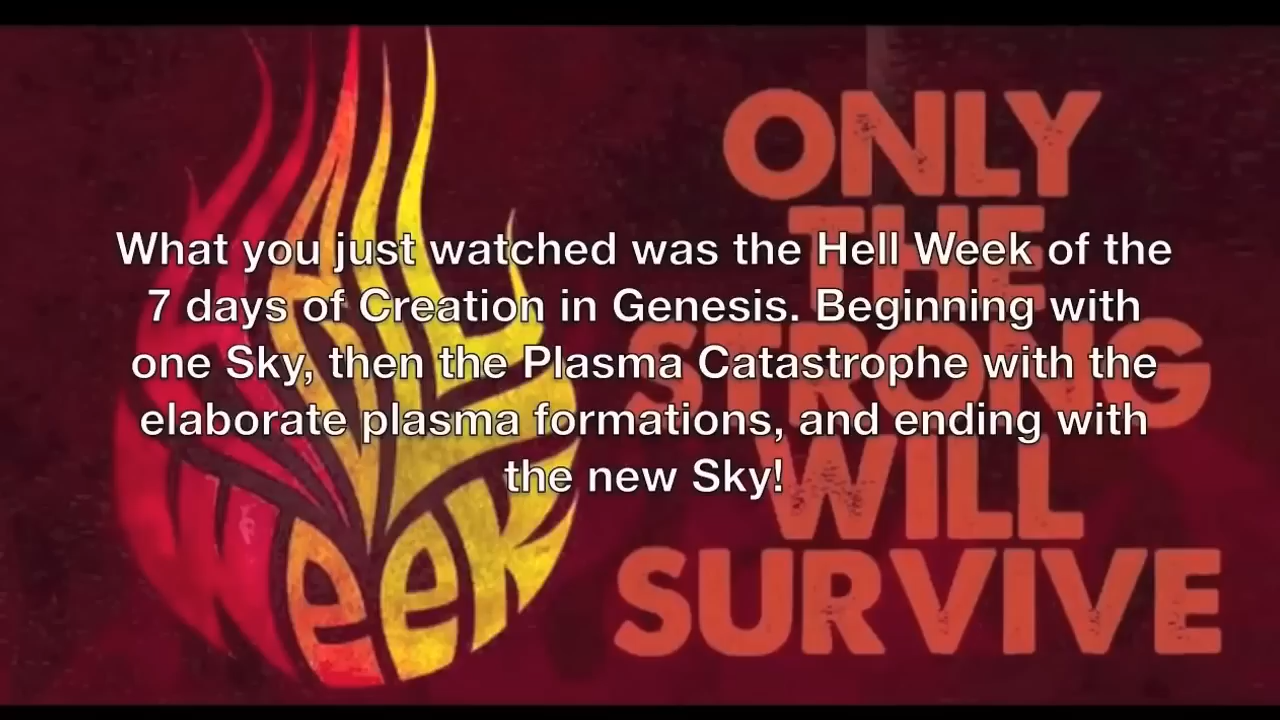 ONLY
THE
STRONG
WILL
SURVIVE
HELL
WEEK
What you just watched was the Hell Week of the
7 days of Creation in Genesis. Beginning with
one Sky, then the Plasma Catastrophe with the
elaborate plasma formations, and ending with
the new Sky!